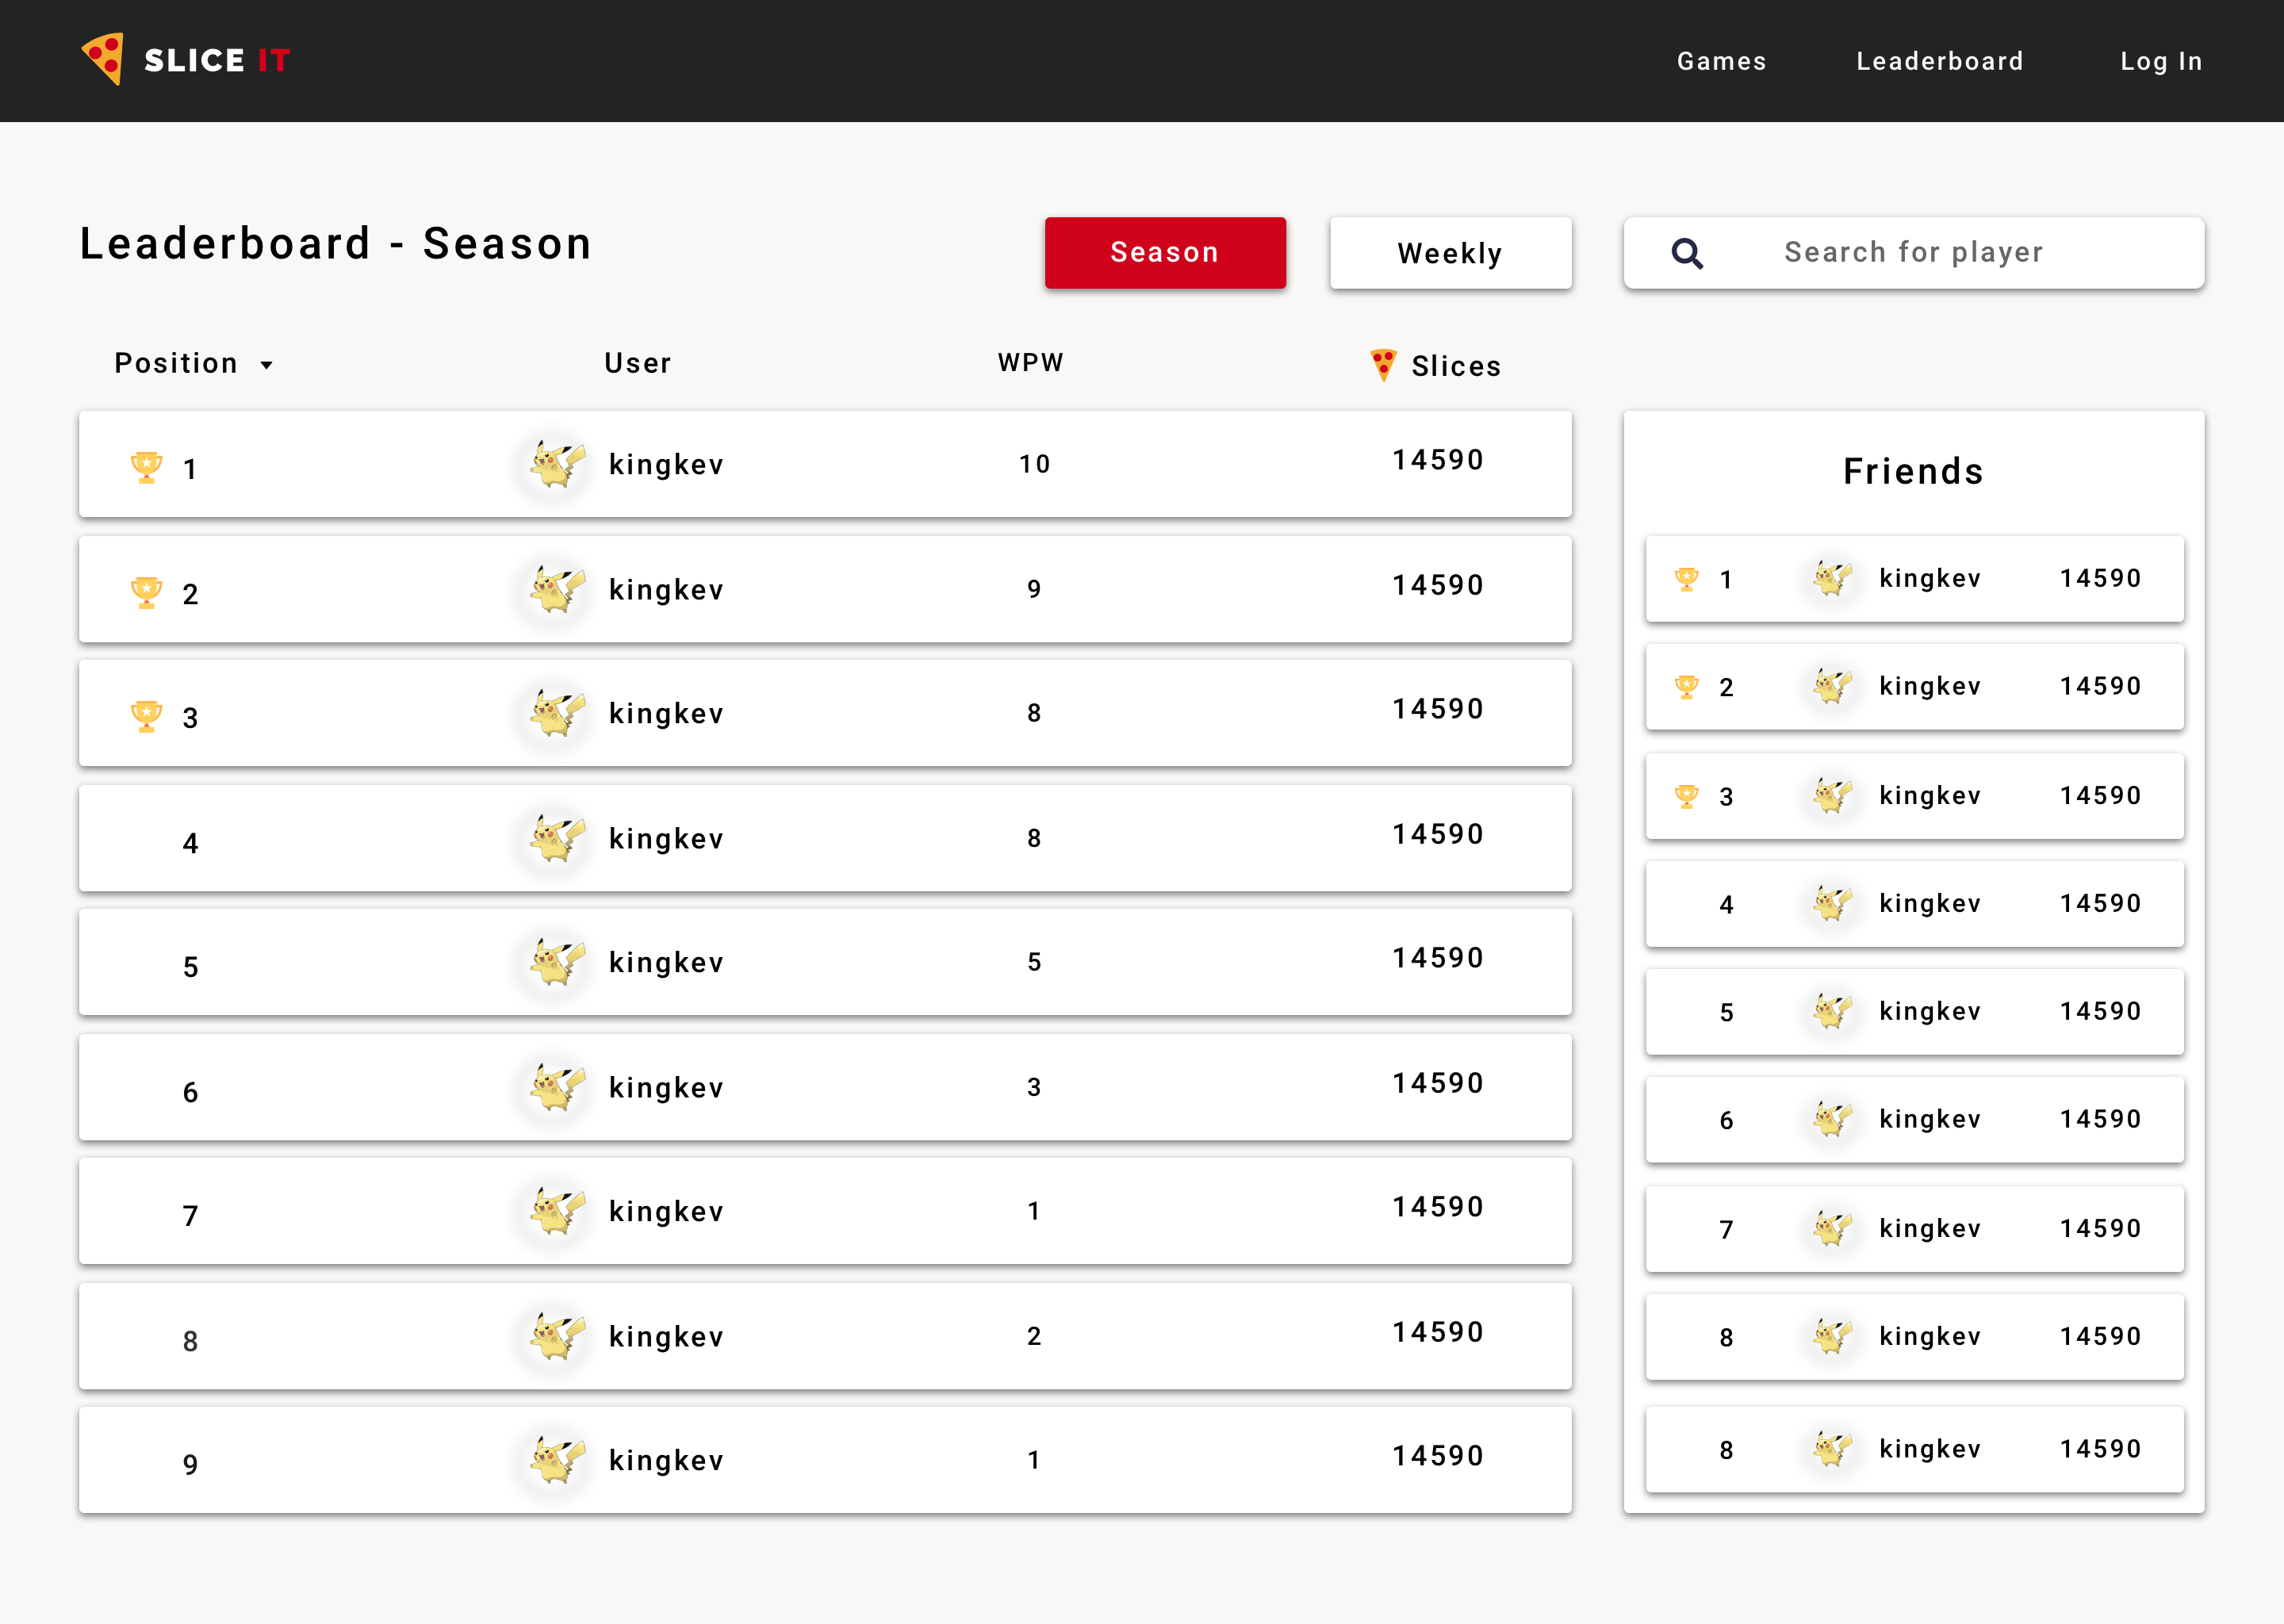 SLICE IT
Games Leaderboard Log In
Leaderboard - Season
Season
Weekly
Search for player
Position User WPW Slices
1 kingkev 10 14590
2 kingkev 9 14590
3 kingkev 8 14590
4 kingkev 8 14590
5 kingkev 5 14590
6 kingkev 3 14590
7 kingkev 1 14590
8 kingkev 2 14590
9 kingkev 1 14590
Friends
1 kingkev 14590
2 kingkev 14590
3 kingkev 14590
4 kingkev 14590
5 kingkev 14590
6 kingkev 14590
7 kingkev 14590
8 kingkev 14590
8 kingkev 14590